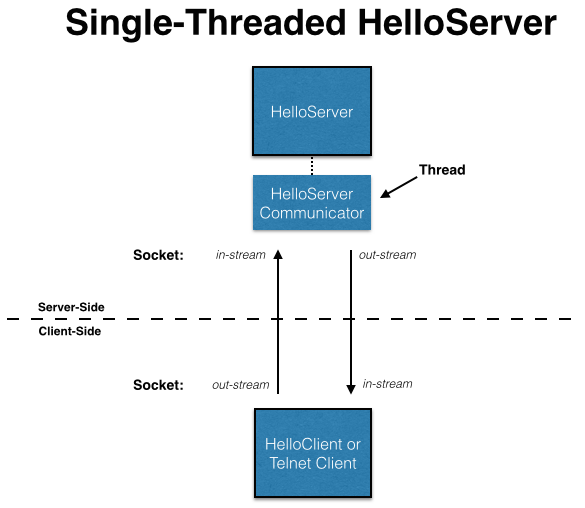 Single-Threaded HelloServer
HelloServer
Thread
HelloServer
Communicator
Socket: in-stream out-stream
Server-Side
Client-Side
Socket: out-stream in-stream
HelloClient or
Telnet Client